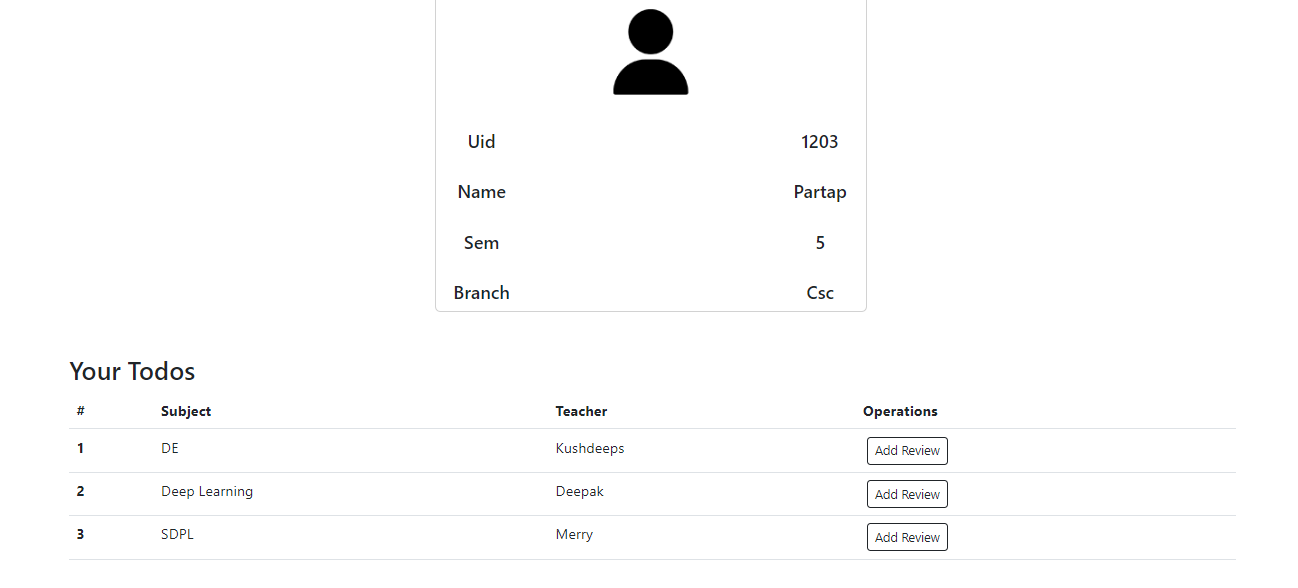 Uid 1203
Name Partap
Sem 5
Branch Csc
Your Todos
# Subject Teacher Operations
1 DE Kushdeeps Add Review
2 Deep Learning Deepak Add Review
3 SDPL Merry Add Review